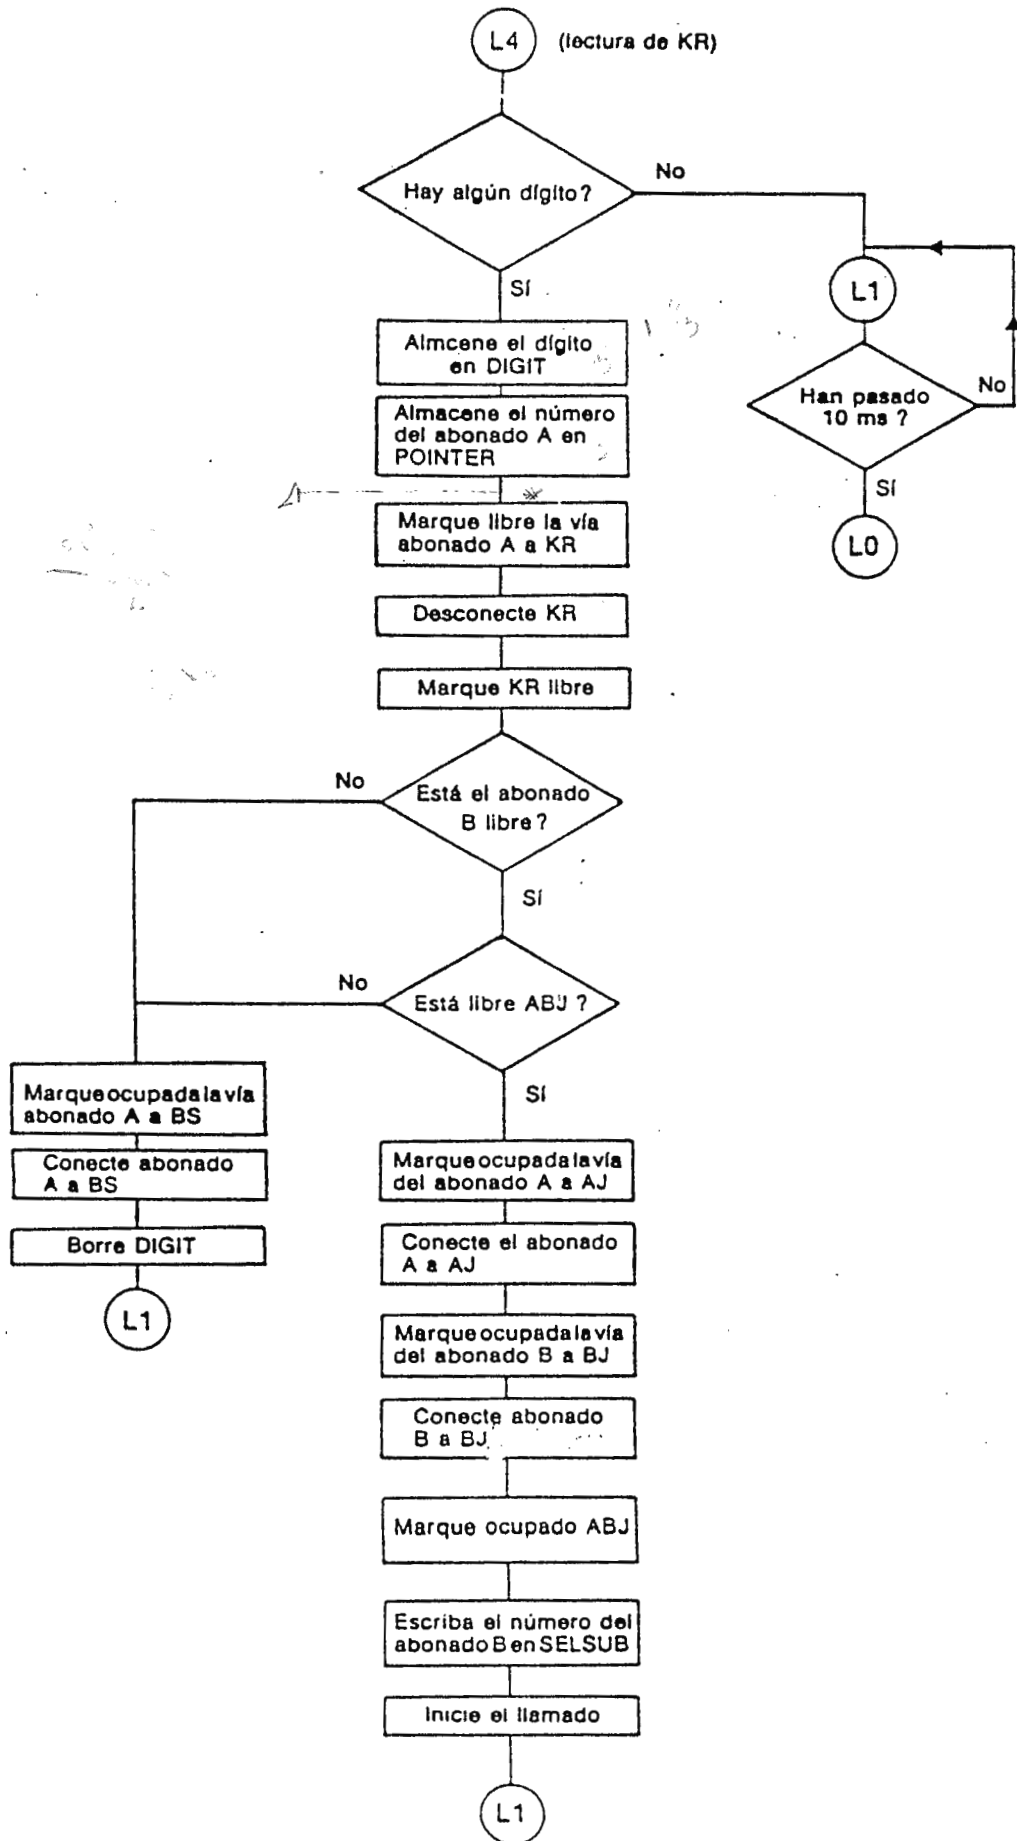 L4 (lectura de KR)
Hay algún dígito?
No
Sí
L1
Han pasado
10 ms ?
No
Sí
L0
Almcene el dígito
en DIGIT
Almacene el número
del abonado A en
POINTER
Marque libre la vía
abonado A a KR
Desconecte KR
Marque KR libre
Está el abonado
B libre?
No
Sí
Está libre ABJ ?
No
Sí
Marque ocupada la vía
abonado A a BS
Conecte abonado
A a BS
Borre DIGIT
L1
Marque ocupada la vía
del abonado A a AJ
Conecte el abonado
A a AJ
Marque ocupada la vía
del abonado B a BJ
Conecte abonado
B a BJ
Marque ocupado ABJ
Escriba el número del
abonado B en SELSUB
Inicie el llamado
L1